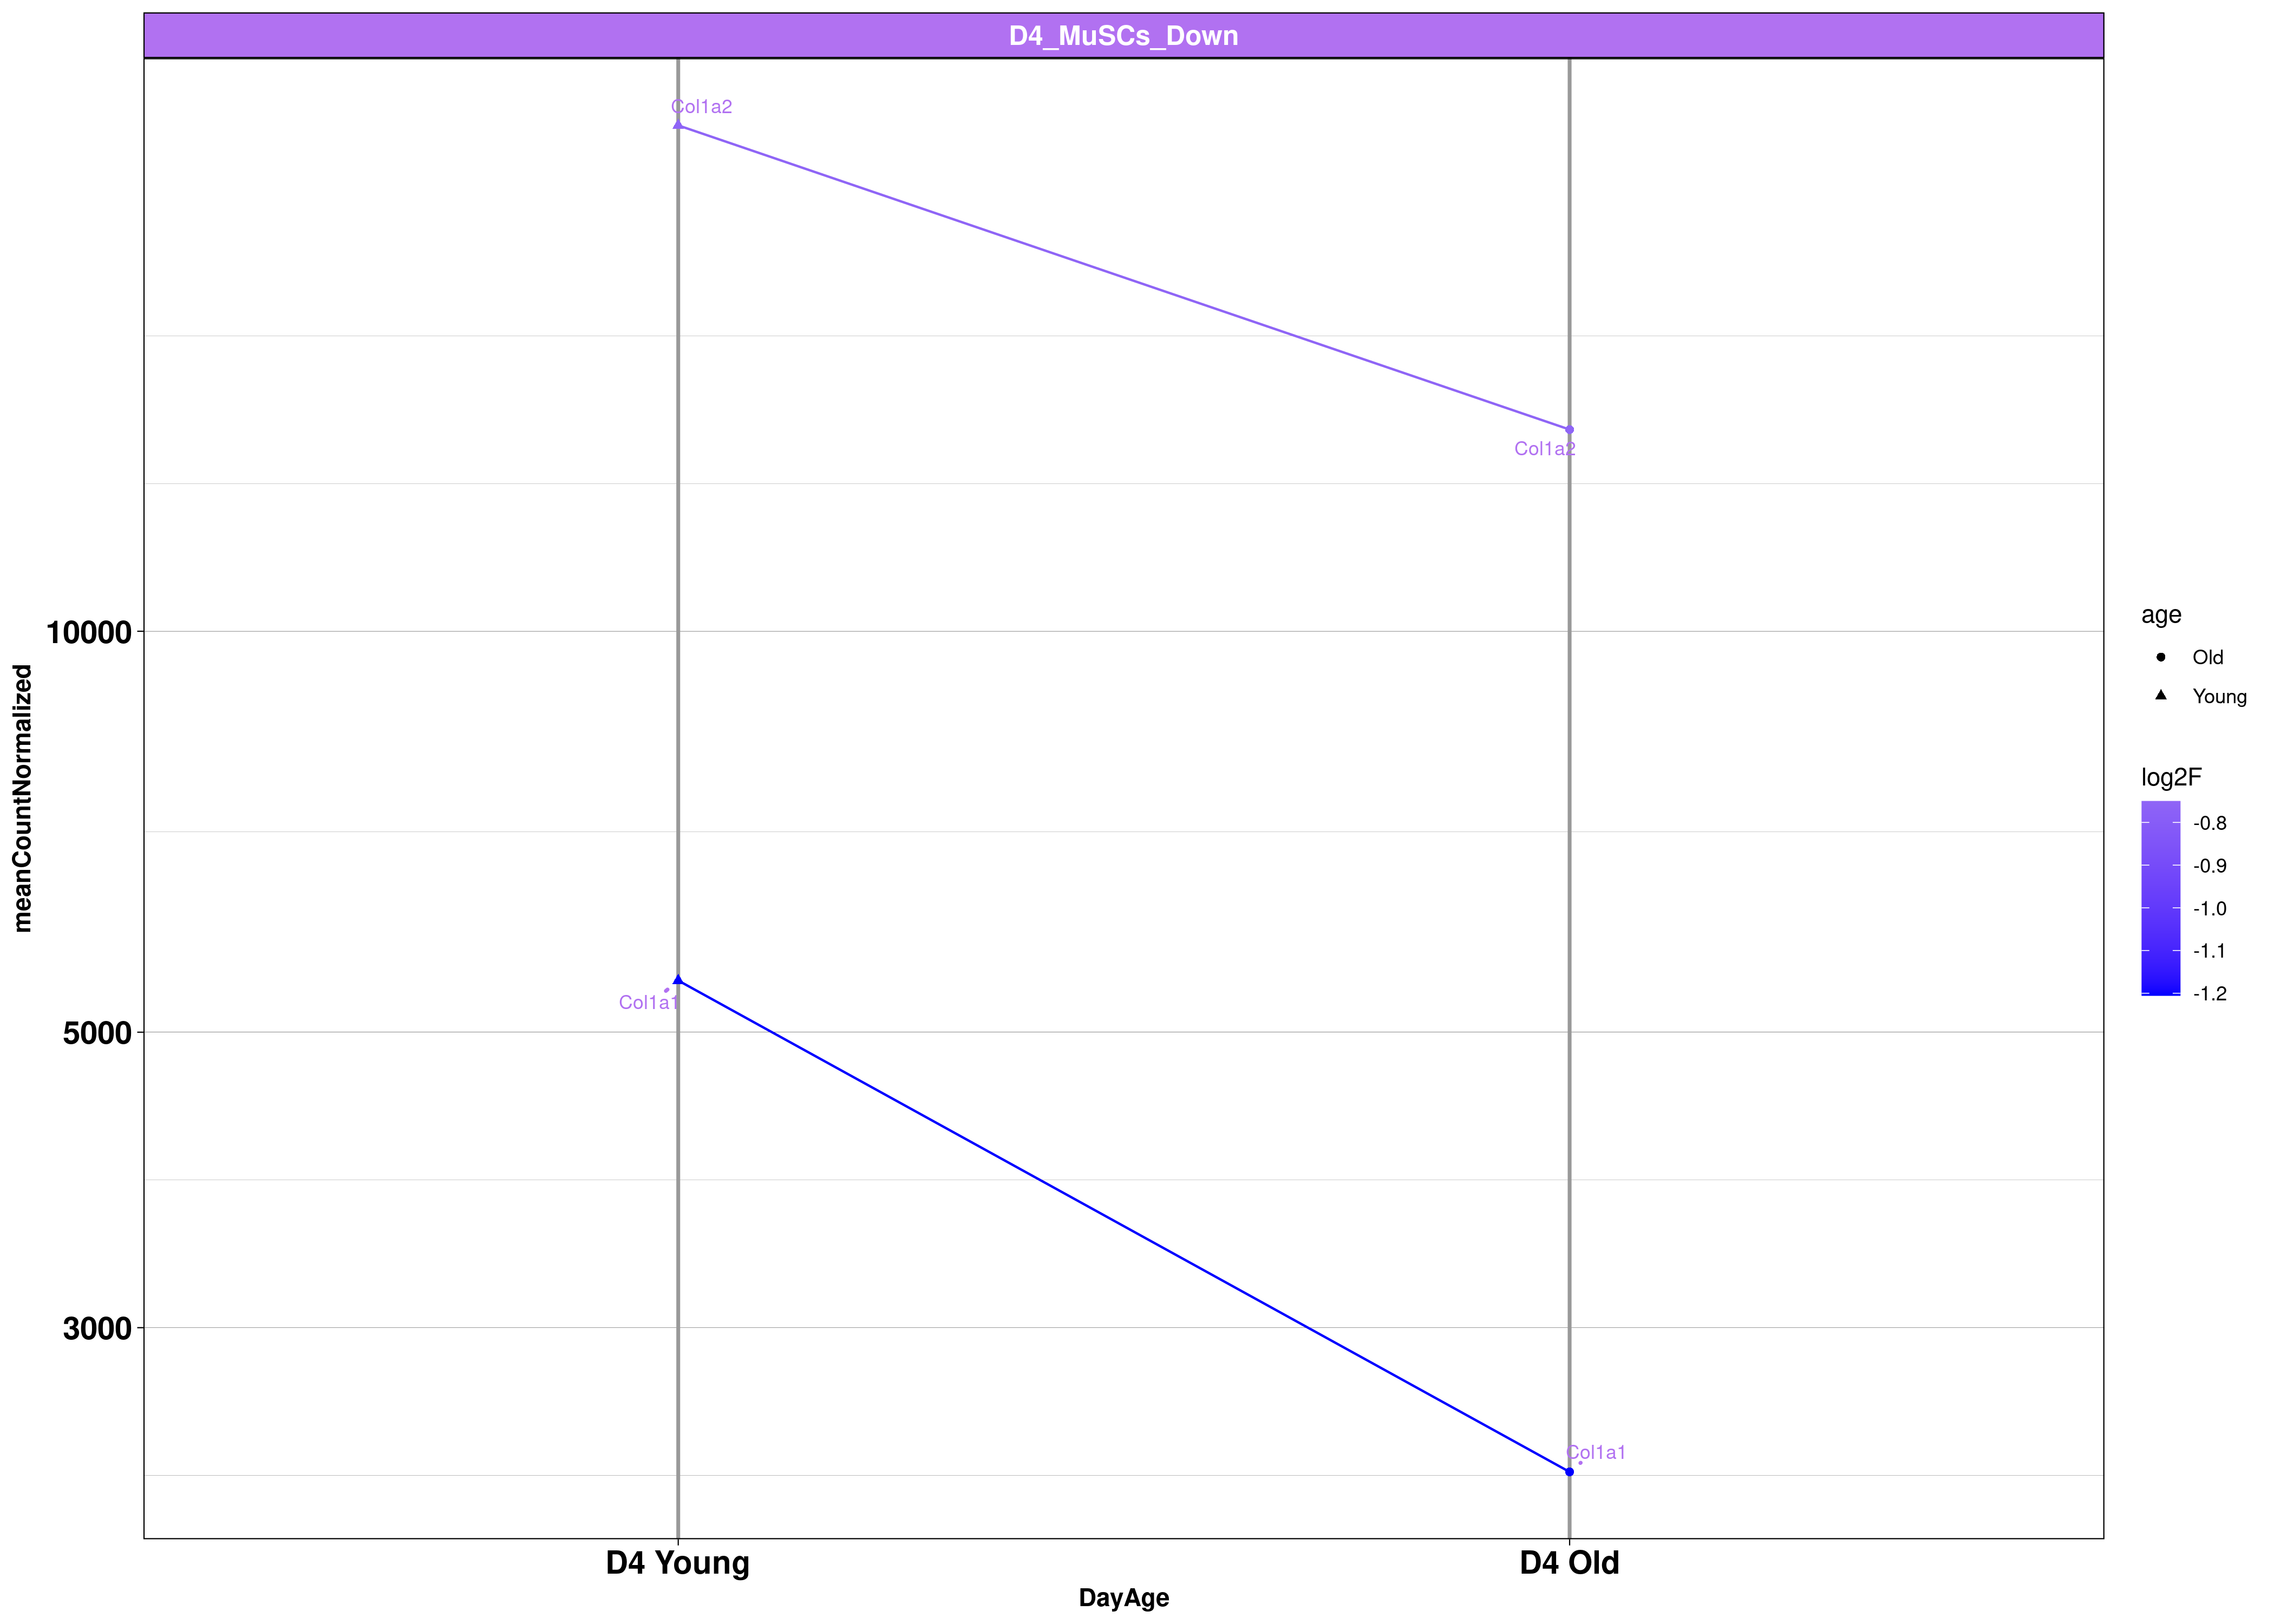 D4_MuSCs_Down
Col1a2
Col1a2
10000
meanCountNormalized
Col1a1
5000
3000
Col1a1
D4 Young
D4 Old
DayAge
age
Old
Young
log2F
-0.8
-0.9
-1.0
-1.1
-1.2